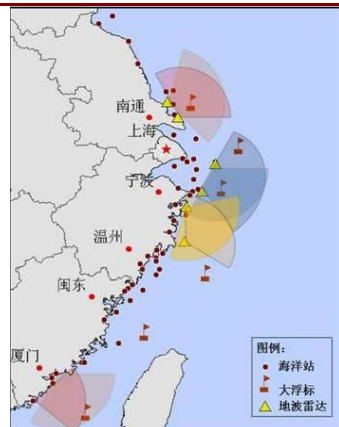 南通
上海
宁波
温州
闽东
厦门
图例：
海洋站
大浮标
地波雷达